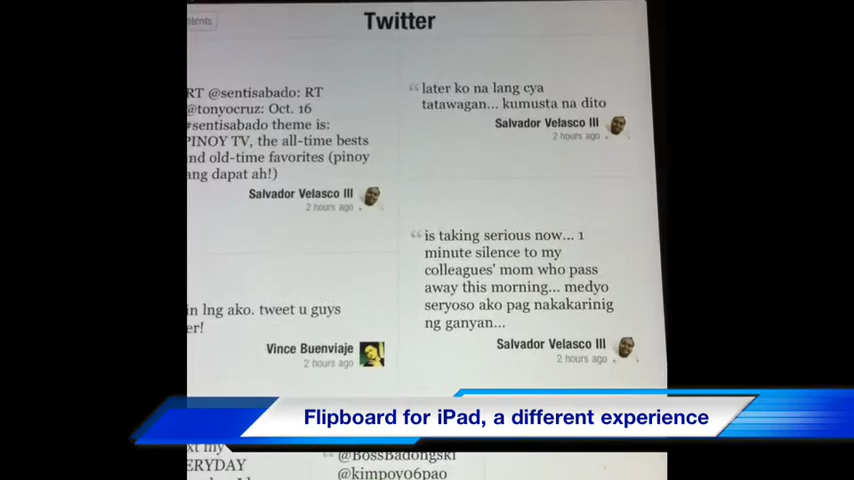 Twitter
RT @sentisabado: RT
@tonyocruz: Oct. 16
#sentisabado theme is:
PINOY TV, the all-time bests
nd old-time favorites (pinoy
ang dapat ah!)
Salvador Velasco III
2 hours ago
in lng ako. tweet u guys
er!
Vince Buenviaje
2 hours ago
“ later ko na lang cya
tatawagan... kumusta na dito
Salvador Velasco III
2 hours ago
“ is taking serious now... 1
minute silence to my
colleagues' mom who pass
away this morning... medyo
seryoso ako pag nakakarinig
ng ganyan...
Salvador Velasco III
2 hours ago
Flipboard for iPad, a different experience
my
ERYDAY
@BossBadongski
@kimpoy06pao